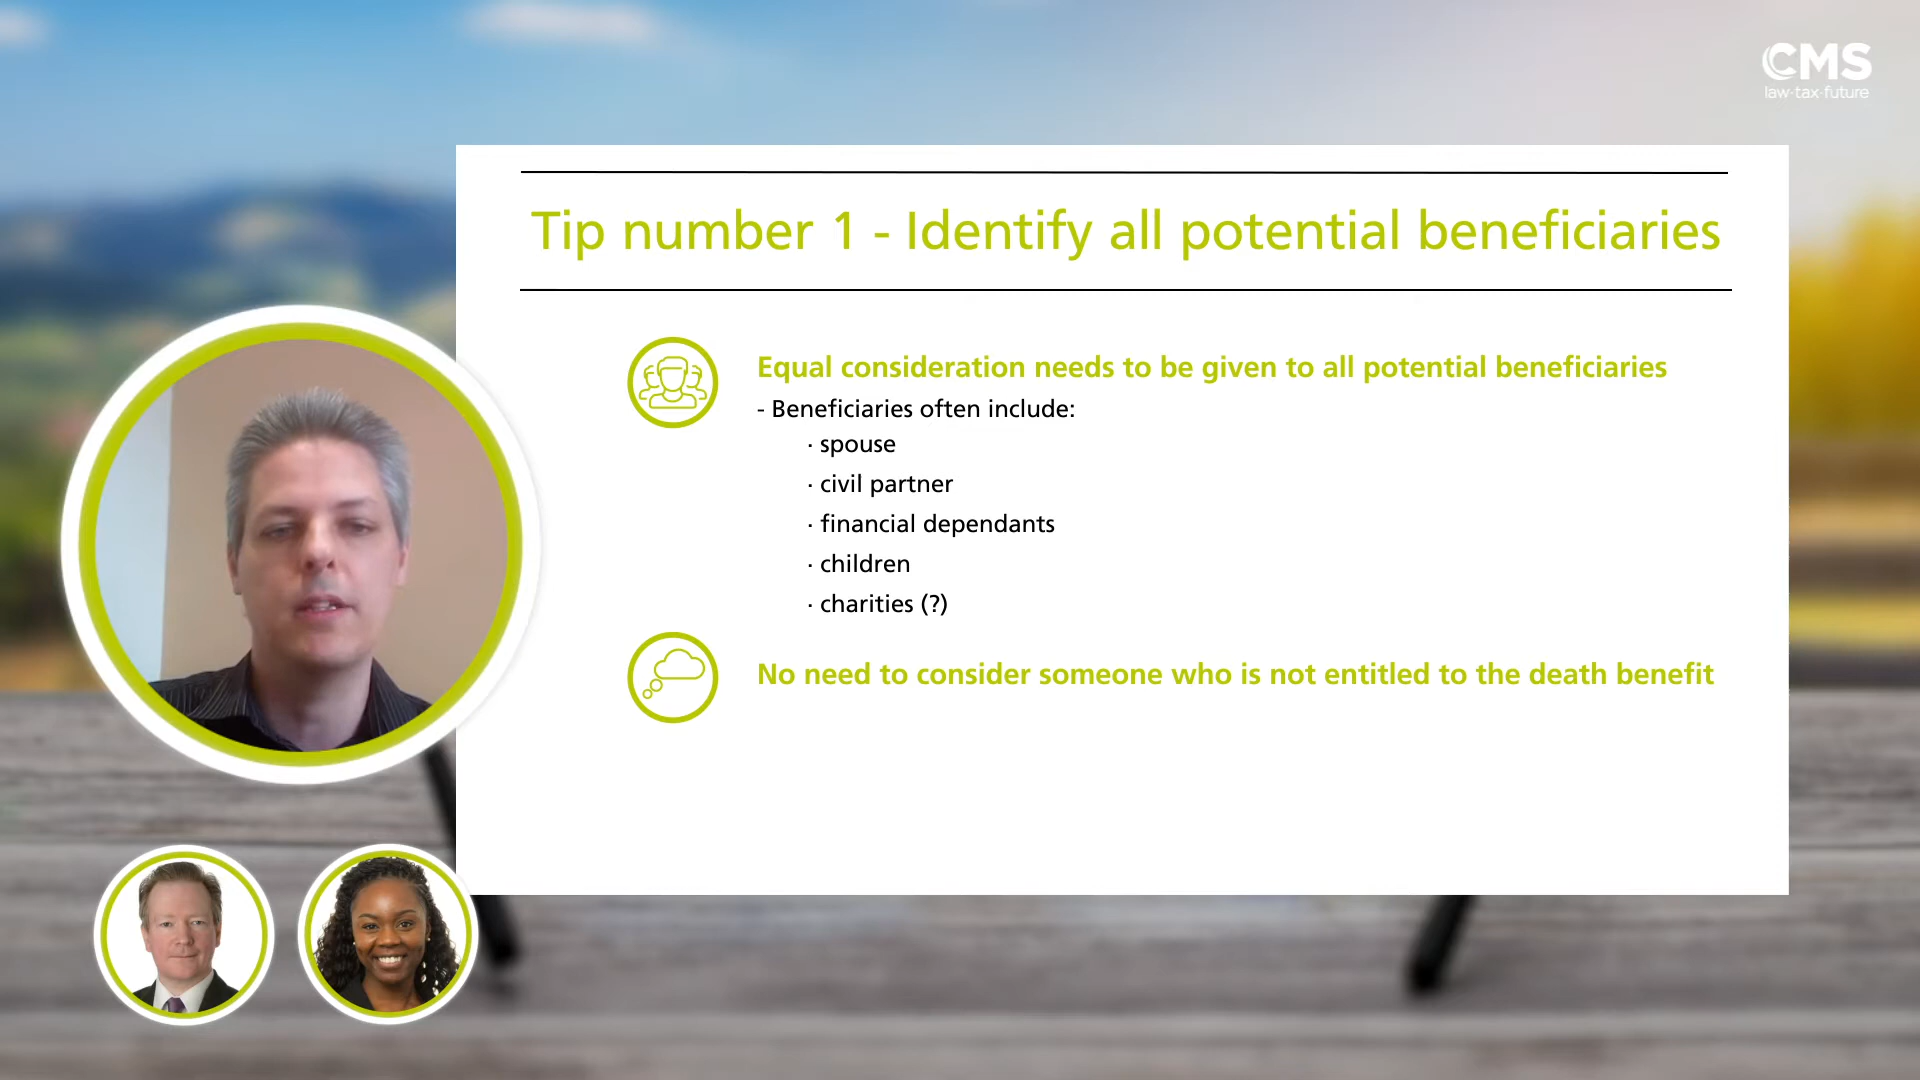 CMS
law·tax·future
Tip number 1 - Identify all potential beneficiaries
Equal consideration needs to be given to all potential beneficiaries
- Beneficiaries often include:
· spouse
· civil partner
· financial dependants
· children
· charities (?)
No need to consider someone who is not entitled to the death benefit